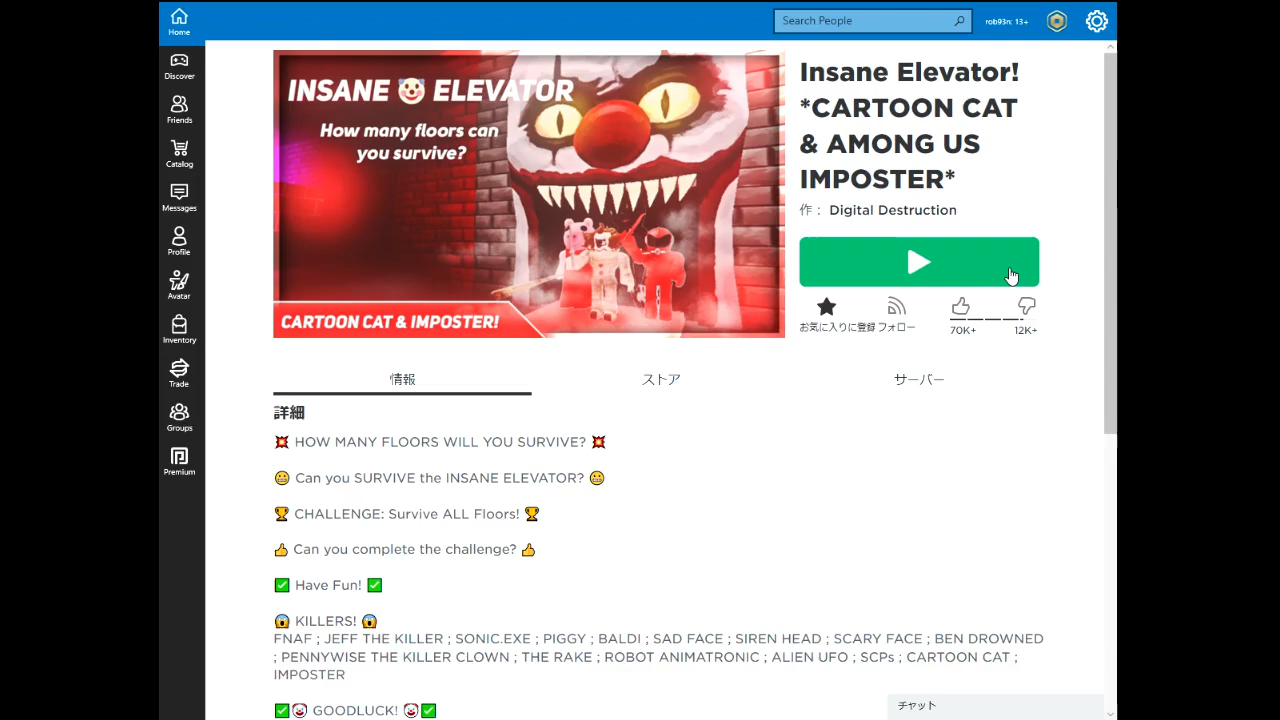 Home
Search People
rob93n: 13+
Discover
Friends
Catalog
Messages
Profile
Avatar
Inventory
Trade
Groups
Premium
INSANE 🤡 ELEVATOR
How many floors can
you survive?
CARTOON CAT & IMPOSTER!
Insane Elevator!
*CARTOON CAT
& AMONG US
IMPOSTER*
作： Digital Destruction
お気に入りに登録 フォロー
70K+ 12K+
情報 ストア サーバー
詳細
💥 HOW MANY FLOORS WILL YOU SURVIVE? 💥
😬 Can you SURVIVE the INSANE ELEVATOR? 😬
🏆 CHALLENGE: Survive ALL Floors! 🏆
👍 Can you complete the challenge? 👍
✅ Have Fun! ✅
😱 KILLERS! 😱
FNAF ; JEFF THE KILLER ; SONIC.EXE ; PIGGY ; BALDI ; SAD FACE ; SIREN HEAD ; SCARY FACE ; BEN DROWNED
; PENNYWISE THE KILLER CLOWN ; THE RAKE ; ROBOT ANIMATRONIC ; ALIEN UFO ; SCPs ; CARTOON CAT ;
IMPOSTER
✅🤡 GOODLUCK! 🤡✅
チャット